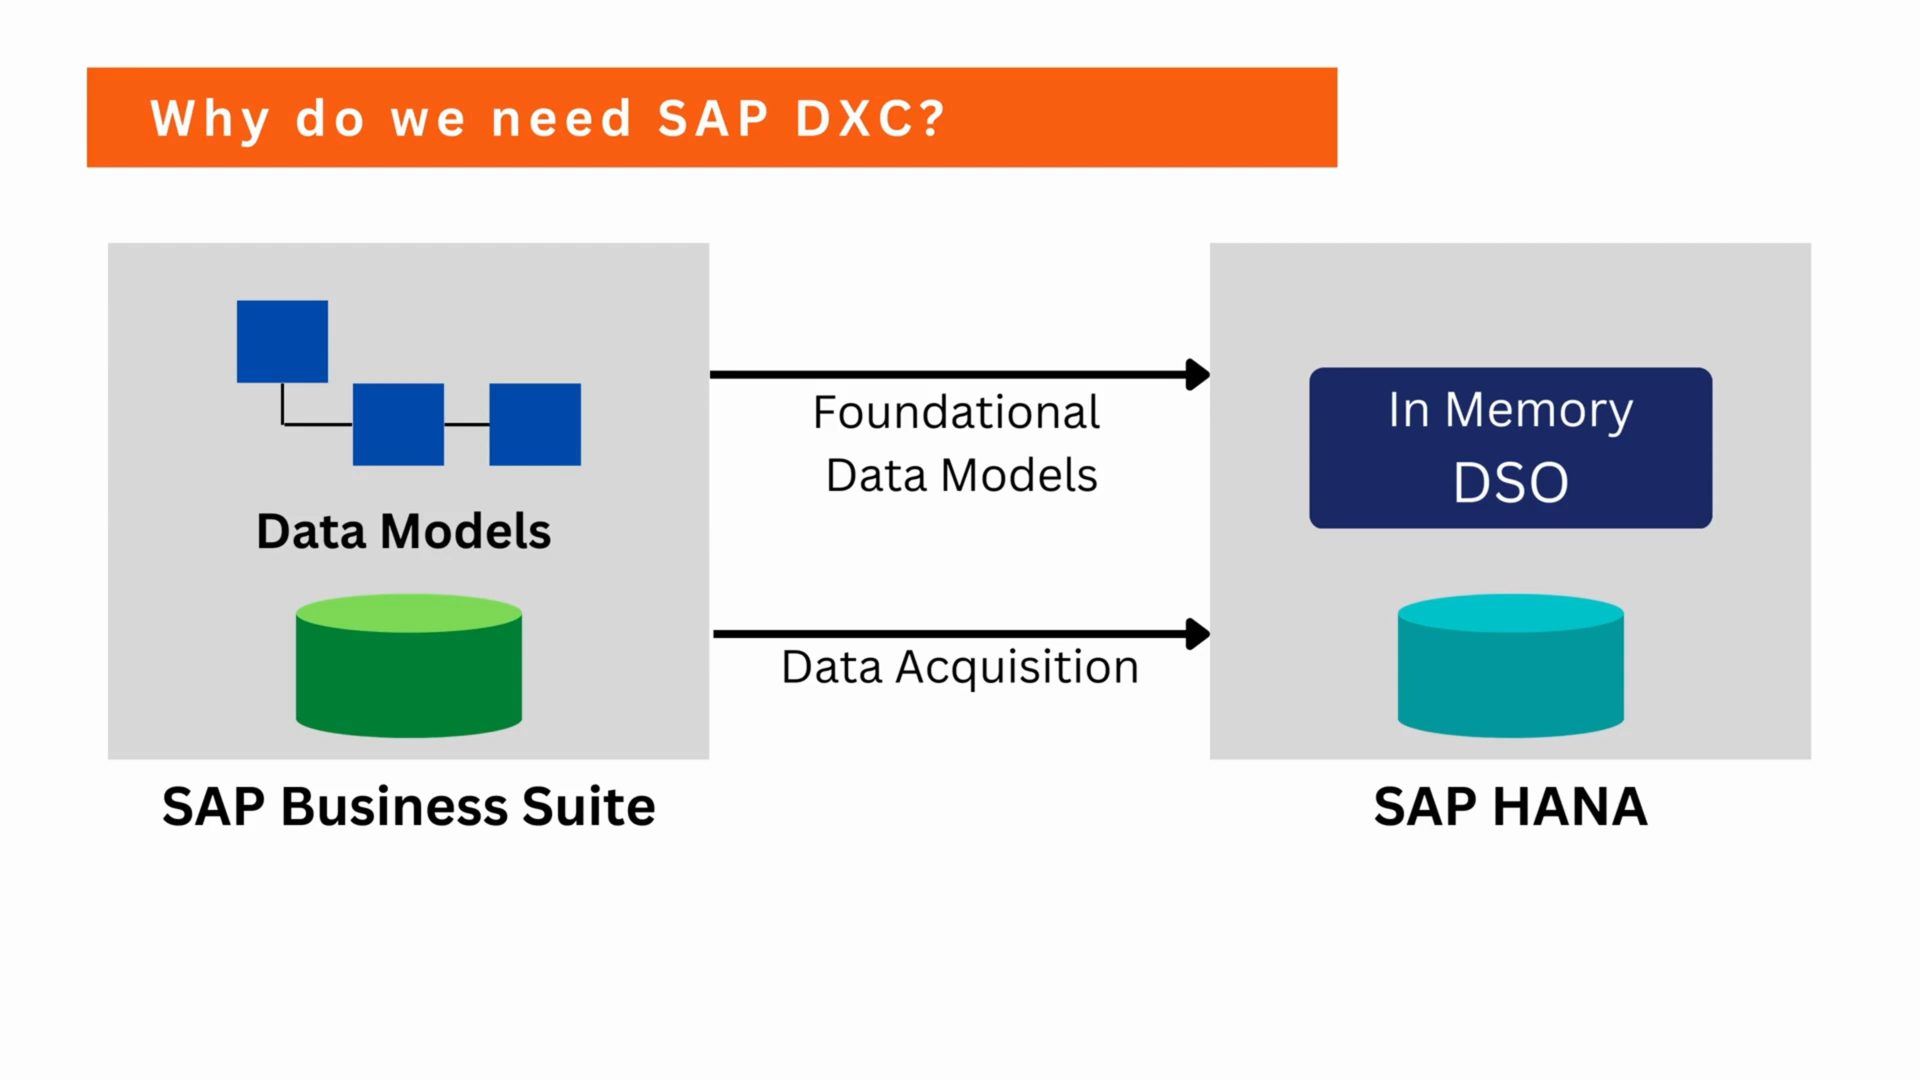 Why do we need SAP DXC?
Data Models
SAP Business Suite
Foundational
Data Models
Data Acquisition
In Memory
DSO
SAP HANA